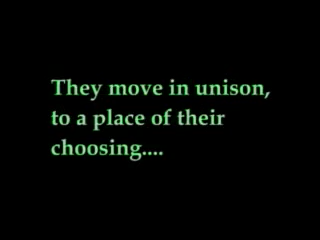 They move in unison,
to a place of their
choosing....